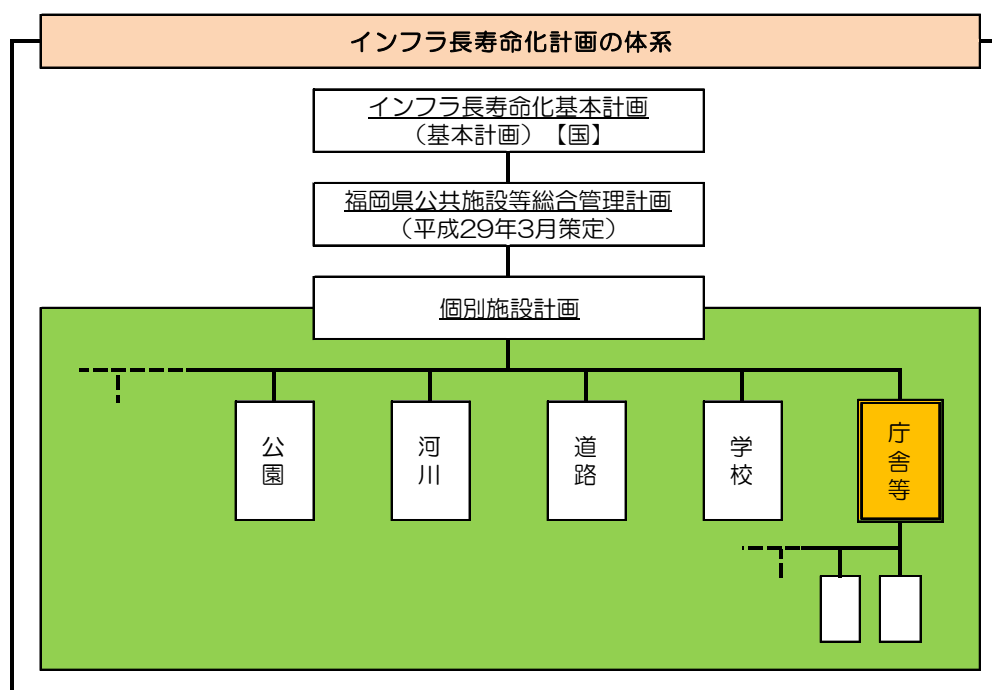 インフラ長寿命化計画の体系
インフラ長寿命化基本計画
（基本計画）【国】
福岡県公共施設等総合管理計画
（平成29年3月策定）
個別施設計画
公園
河川
道路
学校
庁舎等